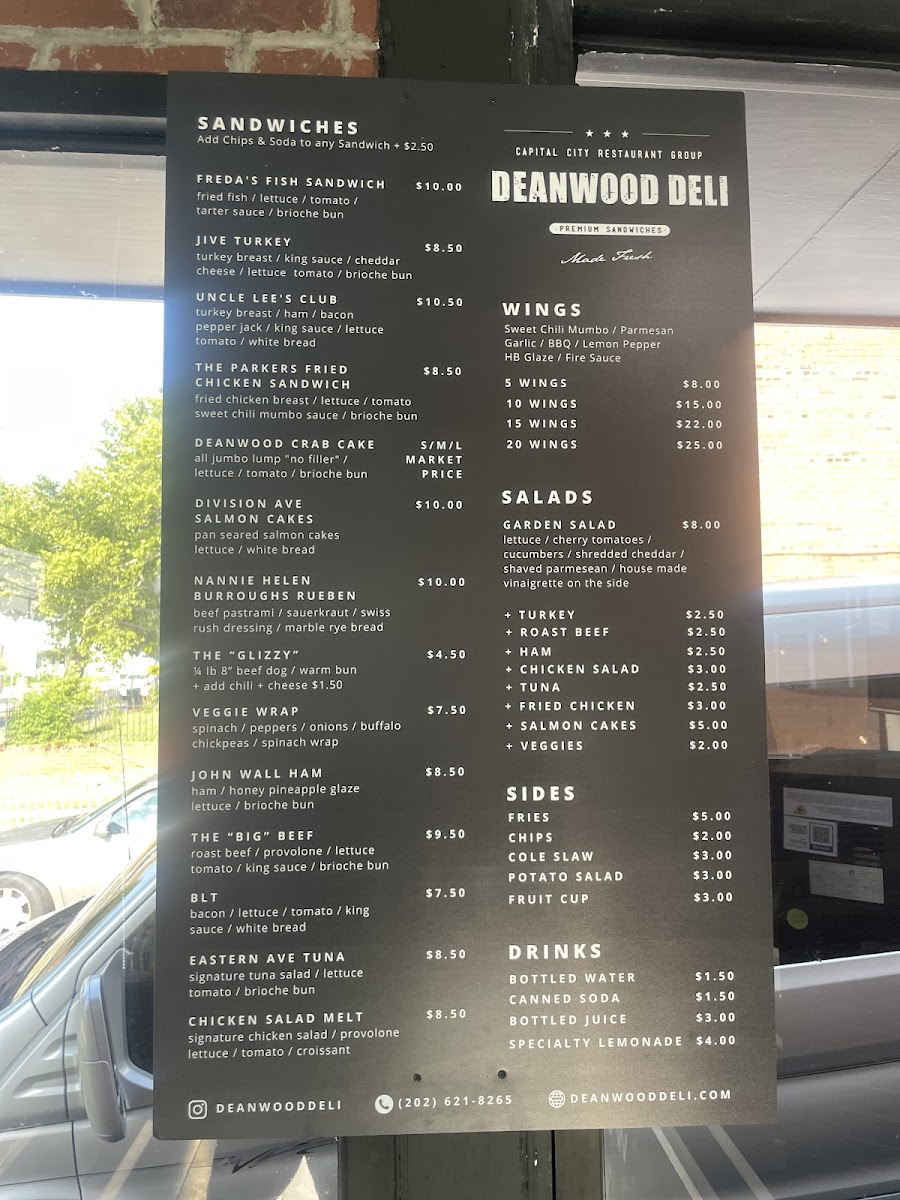 SANDWICHES
Add Chips & Soda to any Sandwich + $2.50
FREDA'S FISH SANDWICH $10.00
fried fish / lettuce / tomato /
tarter sauce / brioche bun
JIVE TURKEY $8.50
turkey breast / king sauce / cheddar
cheese / lettuce tomato / brioche bun
UNCLE LEE'S CLUB $10.50
turkey breast / ham / bacon
pepper jack / king sauce / lettuce
tomato / white bread
THE PARKERS FRIED $8.50
CHICKEN SANDWICH
fried chicken breast / lettuce / tomato
sweet chili mumbo sauce / brioche bun
DEANWOOD CRAB CAKE S/M/L
all jumbo lump "no filler" / MARKET
lettuce / tomato / brioche bun PRICE
DIVISION AVE $10.00
SALMON CAKES
pan seared salmon cakes
lettuce / white bread
NANNIE HELEN $10.00
BURROUGHS RUEBEN
beef pastrami / sauerkraut / swiss
rush dressing / marble rye bread
THE “GLIZZY” $4.50
¼ lb 8” beef dog / warm bun
+ add chili + cheese $1.50
VEGGIE WRAP $7.50
spinach / peppers / onions / buffalo
chickpeas / spinach wrap
JOHN WALL HAM $8.50
ham / honey pineapple glaze
lettuce / brioche bun
THE “BIG” BEEF $9.50
roast beef / provolone / lettuce
tomato / king sauce / brioche bun
BLT $7.50
bacon / lettuce / tomato / king
sauce / white bread
EASTERN AVE TUNA $8.50
signature tuna salad / lettuce
tomato / brioche bun
CHICKEN SALAD MELT $8.50
signature chicken salad / provolone
lettuce / tomato / croissant
CAPITAL CITY RESTAURANT GROUP
DEANWOOD DELI
·PREMIUM SANDWICHES·
Made Fresh
WINGS
Sweet Chili Mumbo / Parmesan
Garlic / BBQ / Lemon Pepper
HB Glaze / Fire Sauce
5 WINGS $8.00
10 WINGS $15.00
15 WINGS $22.00
20 WINGS $25.00
SALADS
GARDEN SALAD $8.00
lettuce / cherry tomatoes /
cucumbers / shredded cheddar /
shaved parmesean / house made
vinaigrette on the side
+ TURKEY $2.50
+ ROAST BEEF $2.50
+ HAM $2.50
+ CHICKEN SALAD $3.00
+ TUNA $2.50
+ FRIED CHICKEN $3.00
+ SALMON CAKES $5.00
+ VEGGIES $2.00
SIDES
FRIES $5.00
CHIPS $2.00
COLE SLAW $3.00
POTATO SALAD $3.00
FRUIT CUP $3.00
DRINKS
BOTTLED WATER $1.50
CANNED SODA $1.50
BOTTLED JUICE $3.00
SPECIALTY LEMONADE $4.00
DEANWOODDELI (202) 621-8265 DEANWOODDELI.COM